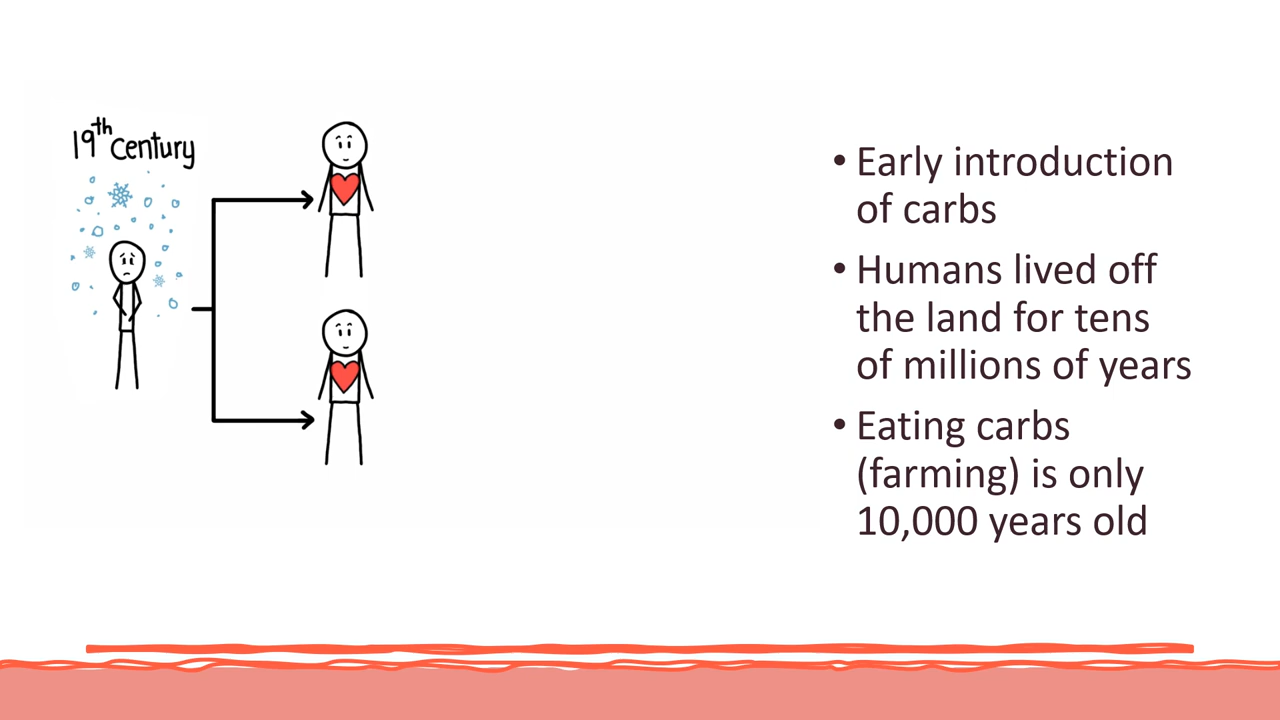 19th Century
• Early introduction
of carbs
• Humans lived off
the land for tens
of millions of years
• Eating carbs
(farming) is only
10,000 years old